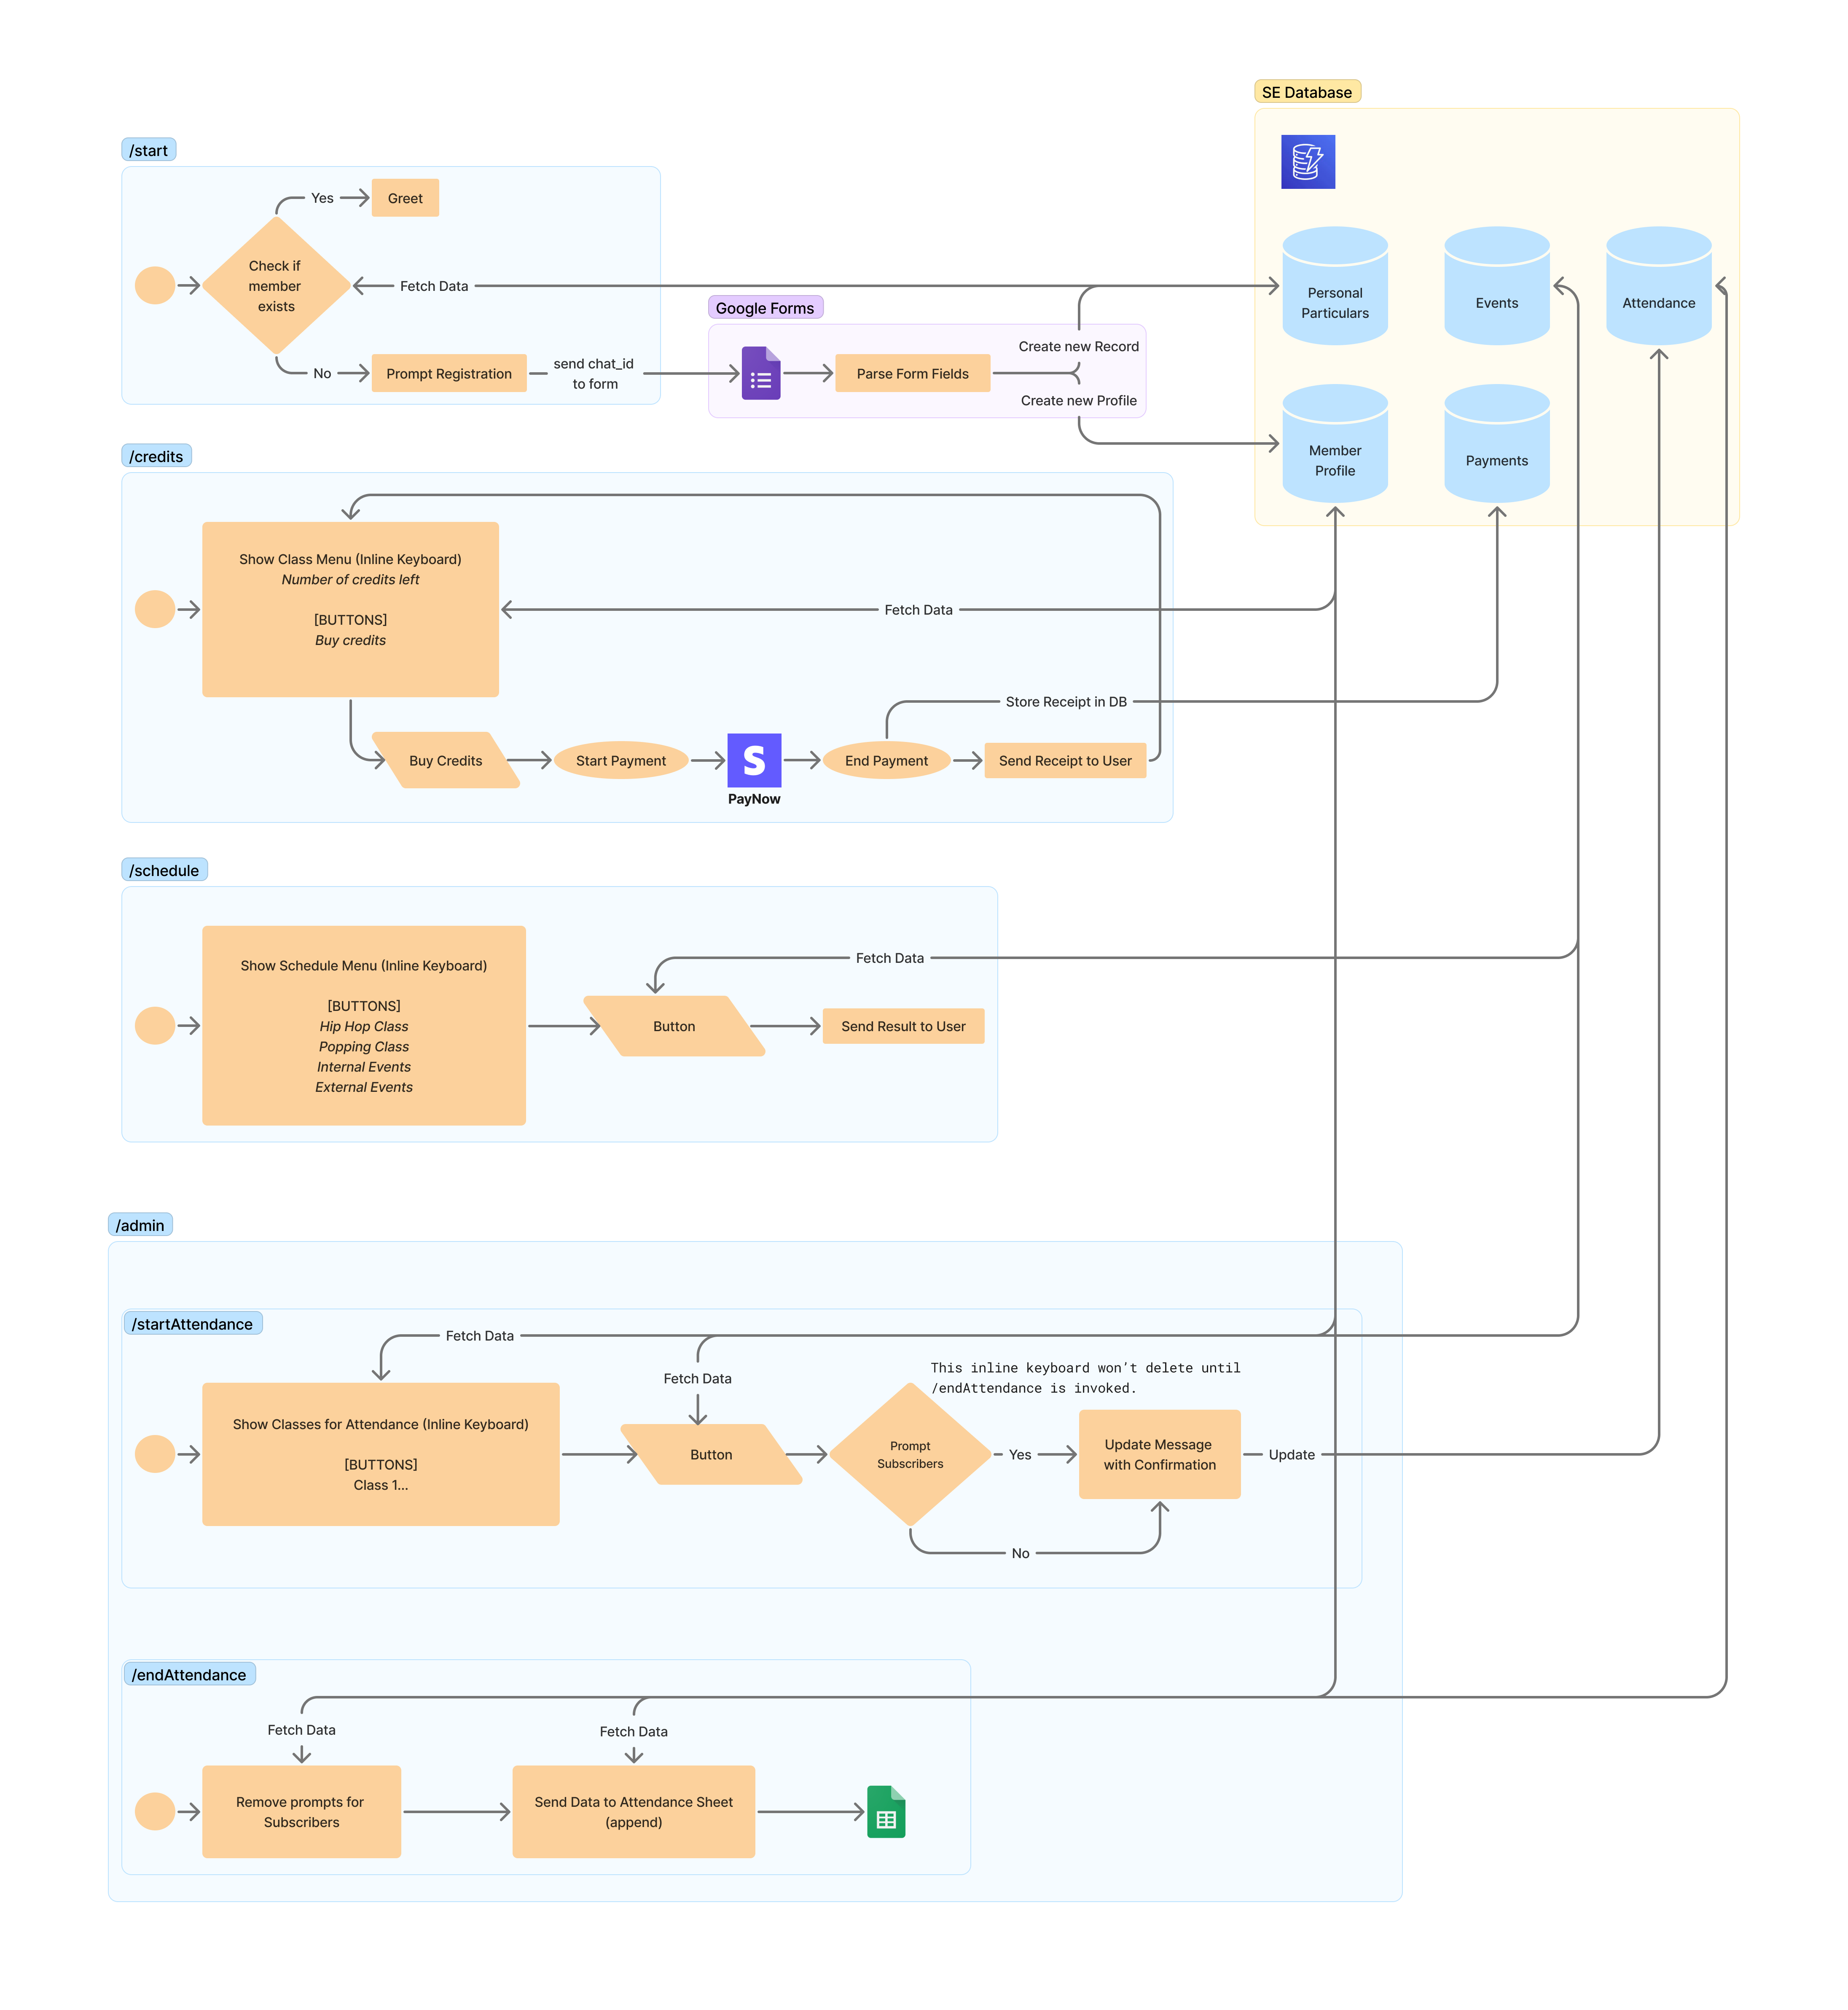 SE Database
Personal
Particulars
Events
Attendance
Member
Profile
Payments
/start
Yes
Greet
Check if
member
exists
Fetch Data
No
Prompt Registration
send chat_id
to form
Google Forms
Parse Form Fields
Create new Record
Create new Profile
/credits
Show Class Menu (Inline Keyboard)
Number of credits left
[BUTTONS]
Buy credits
Fetch Data
Store Receipt in DB
Buy Credits
Start Payment
S
PayNow
End Payment
Send Receipt to User
/schedule
Show Schedule Menu (Inline Keyboard)
[BUTTONS]
Hip Hop Class
Popping Class
Internal Events
External Events
Fetch Data
Button
Send Result to User
/admin
/startAttendance
Fetch Data
Fetch Data
This inline keyboard won’t delete until
/endAttendance is invoked.
Show Classes for Attendance (Inline Keyboard)
[BUTTONS]
Class 1...
Button
Prompt
Subscribers
Yes
Update Message
with Confirmation
Update
No
/endAttendance
Fetch Data
Fetch Data
Remove prompts for
Subscribers
Send Data to Attendance Sheet
(append)